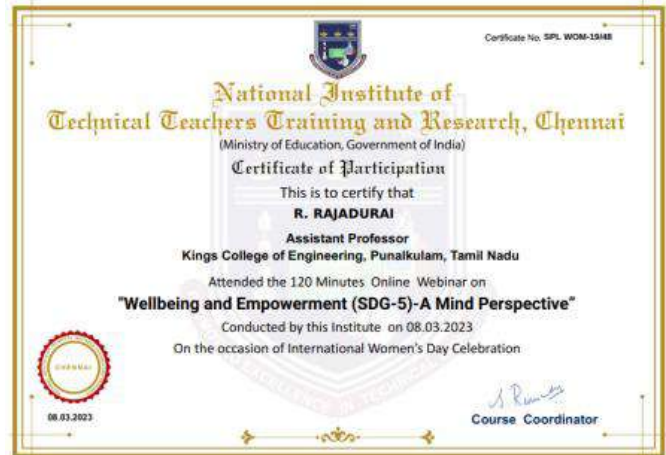 Certificate No. SPL WOM-19/48
National Institute of
Technical Teachers Training and Research, Chennai
(Ministry of Education, Government of India)
Certificate of Participation
This is to certify that
R. RAJADURAI
Assistant Professor
Kings College of Engineering, Punalkulam, Tamil Nadu
Attended the 120 Minutes Online Webinar on
"Wellbeing and Empowerment (SDG-5)-A Mind Perspective"
Conducted by this Institute on 08.03.2023
On the occasion of International Women's Day Celebration
CHENNAI
08.03.2023
Course Coordinator